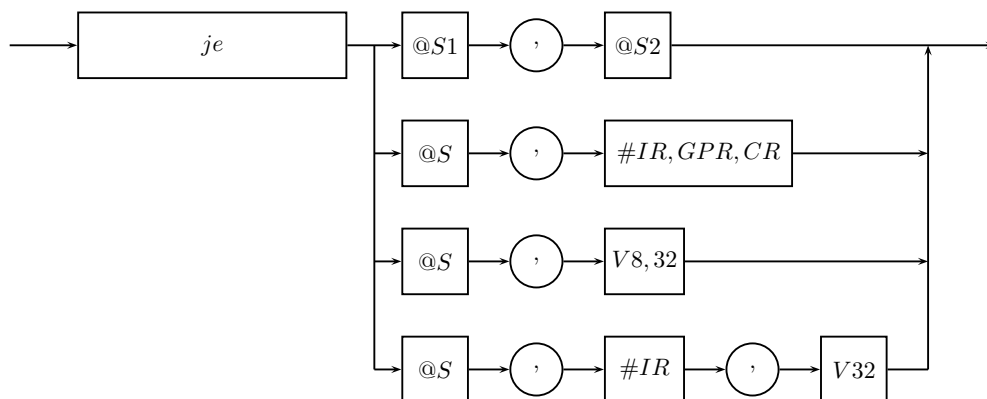 je @S1 , @S2
@S , #IR, GPR, CR
@S , V8, 32
@S , #IR , V32